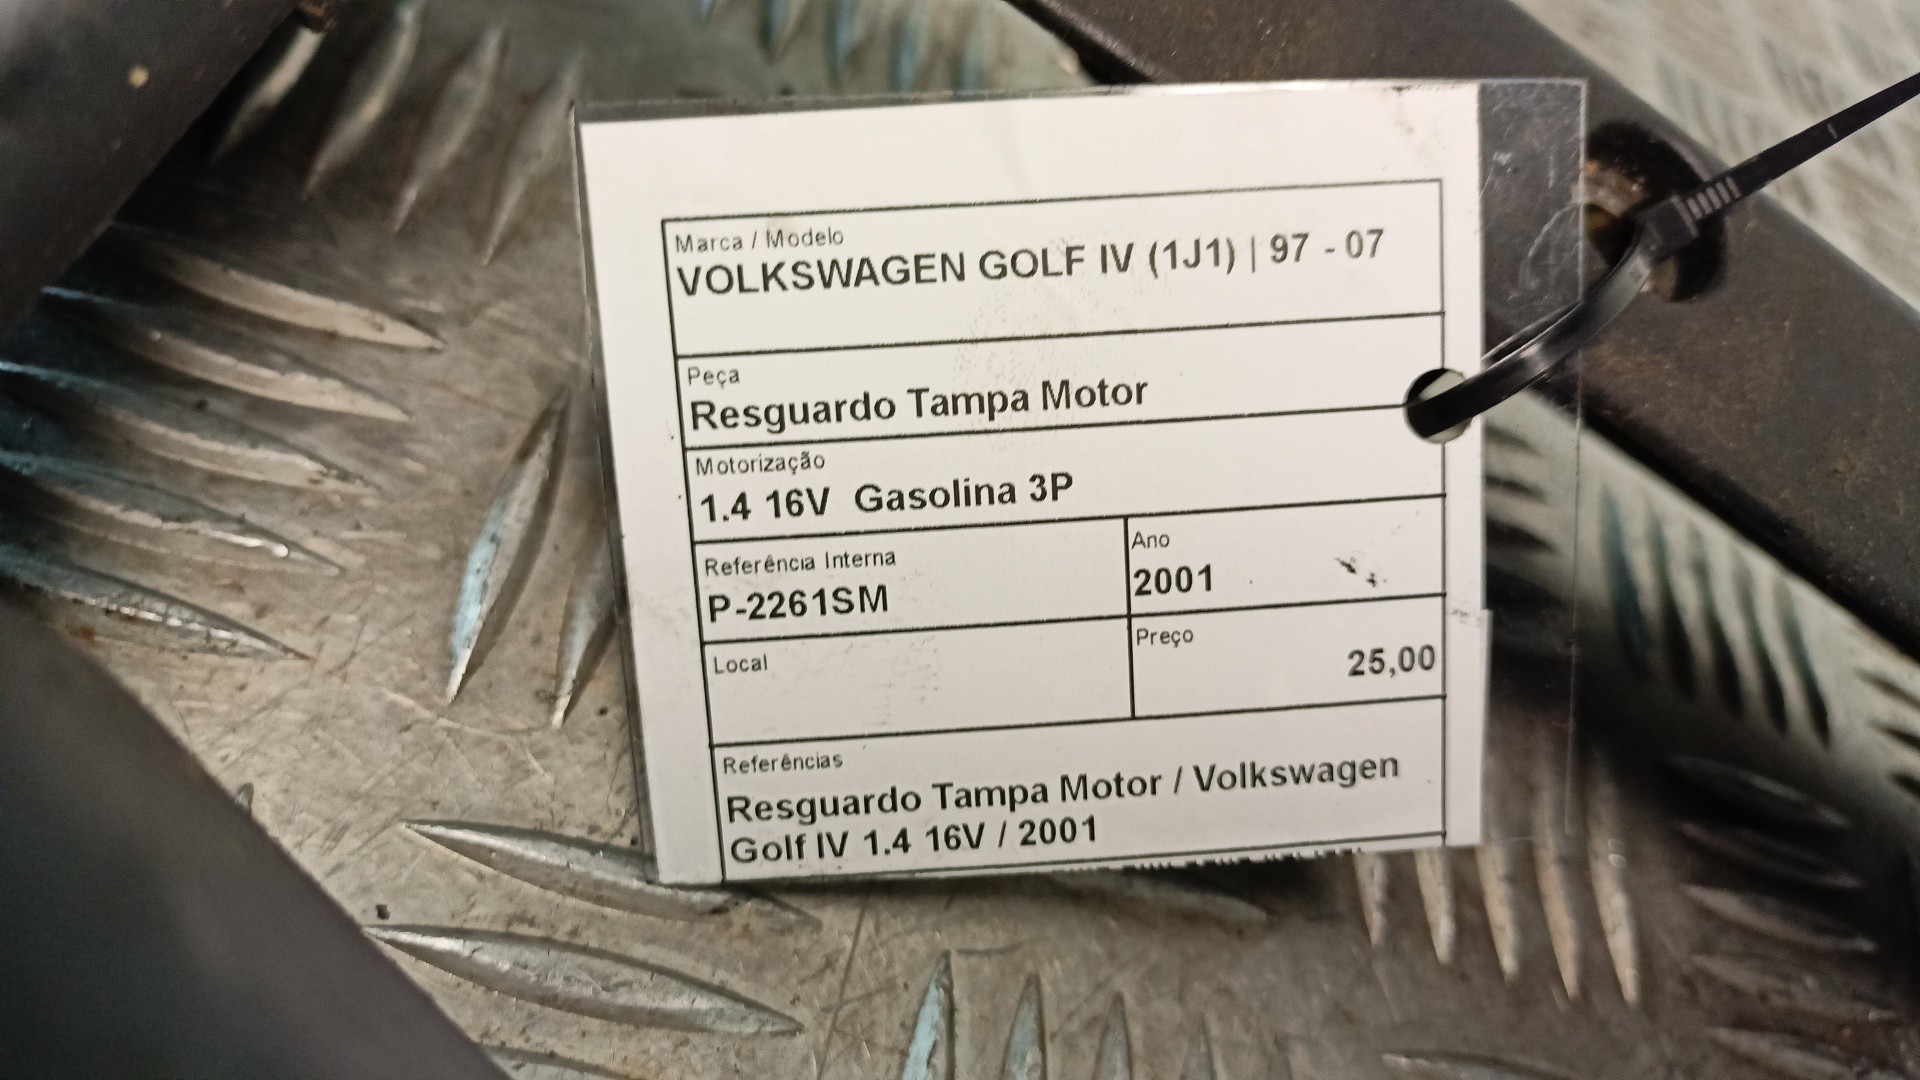 Marca / Modelo
VOLKSWAGEN GOLF IV (1J1) | 97 - 07
Peça
Resguardo Tampa Motor
Motorização
1.4 16V Gasolina 3P
Referência Interna
P-2261SM
Ano
2001
Local
Preço
25,00
Referências
Resguardo Tampa Motor / Volkswagen
Golf IV 1.4 16V / 2001